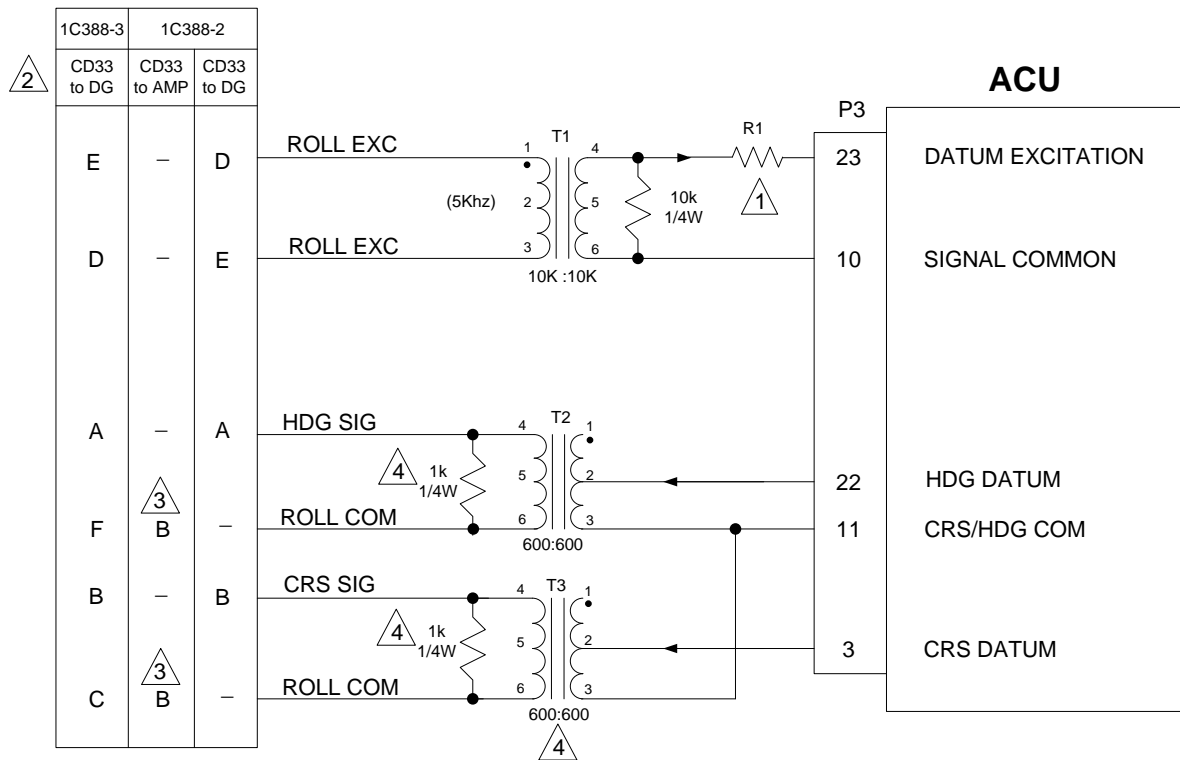 1C388-3 1C388-2
2
CD33 to DG
CD33 to AMP
CD33 to DG
ACU
P3
E – D ROLL EXC 1 T1 4 R1 23 DATUM EXCITATION
(5Khz) 2 5 10k 1/4W 1
D – E ROLL EXC 3 6 10 SIGNAL COMMON
10K :10K
A – A HDG SIG 4 T2 1
4 1k 1/4W 5 2 22 HDG DATUM
3
F B – ROLL COM 6 3 11 CRS/HDG COM
600:600
B – B CRS SIG 4 T3 1
4 1k 1/4W 5 2 3 CRS DATUM
3
C B – ROLL COM 6 3
600:600
4